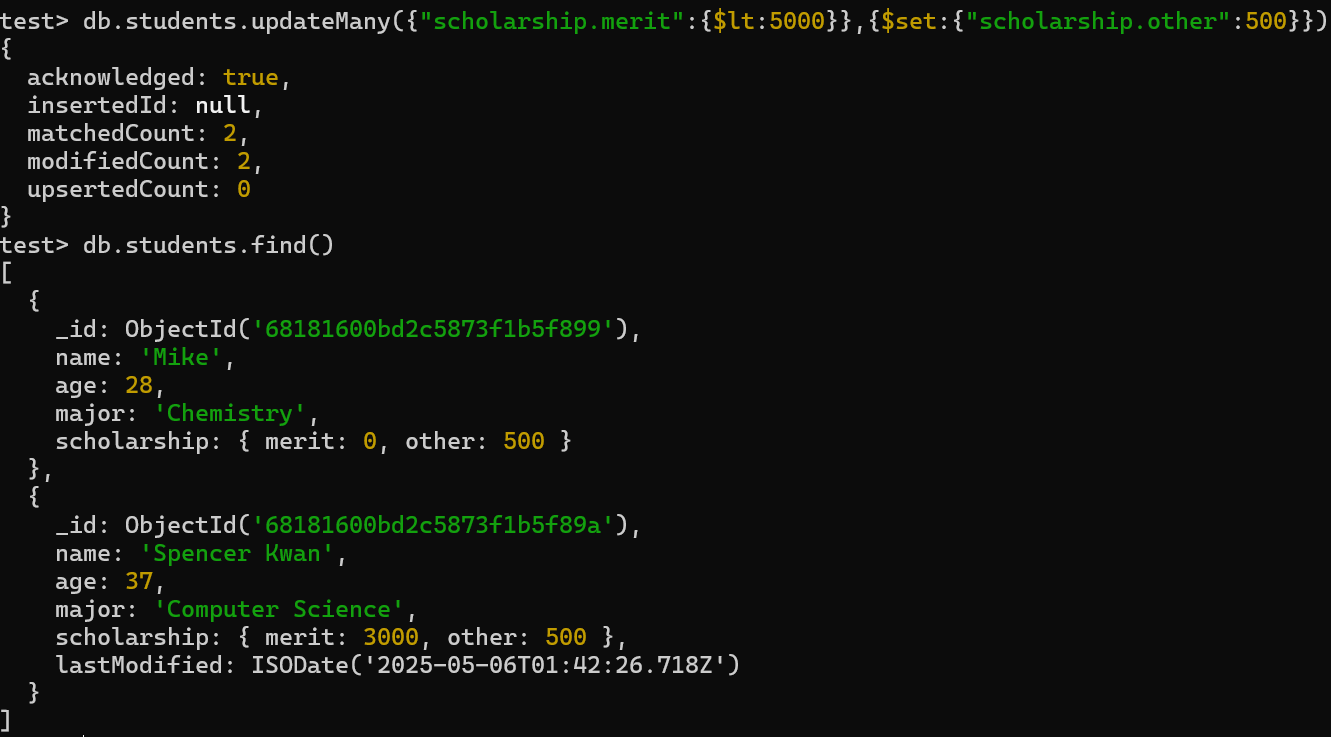 test> db.students.updateMany({"scholarship.merit":{$lt:5000}},{$set:{"scholarship.other":500}})
{
  acknowledged: true,
  insertedId: null,
  matchedCount: 2,
  modifiedCount: 2,
  upsertedCount: 0
}
test> db.students.find()
[
  {
    _id: ObjectId('68181600bd2c5873f1b5f899'),
    name: 'Mike',
    age: 28,
    major: 'Chemistry',
    scholarship: { merit: 0, other: 500 }
  },
  {
    _id: ObjectId('68181600bd2c5873f1b5f89a'),
    name: 'Spencer Kwan',
    age: 37,
    major: 'Computer Science',
    scholarship: { merit: 3000, other: 500 },
    lastModified: ISODate('2025-05-06T01:42:26.718Z')
  }
]